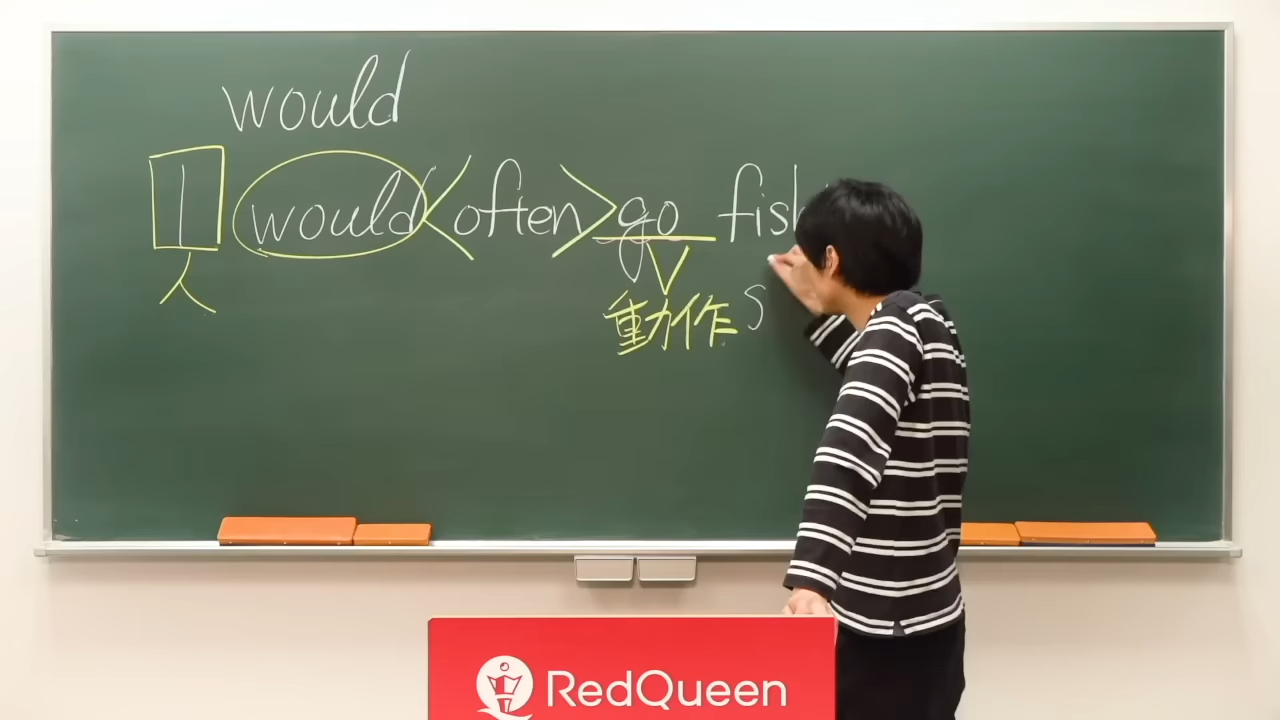 would
I would <often> go fish
人 V
動作 S
RedQueen